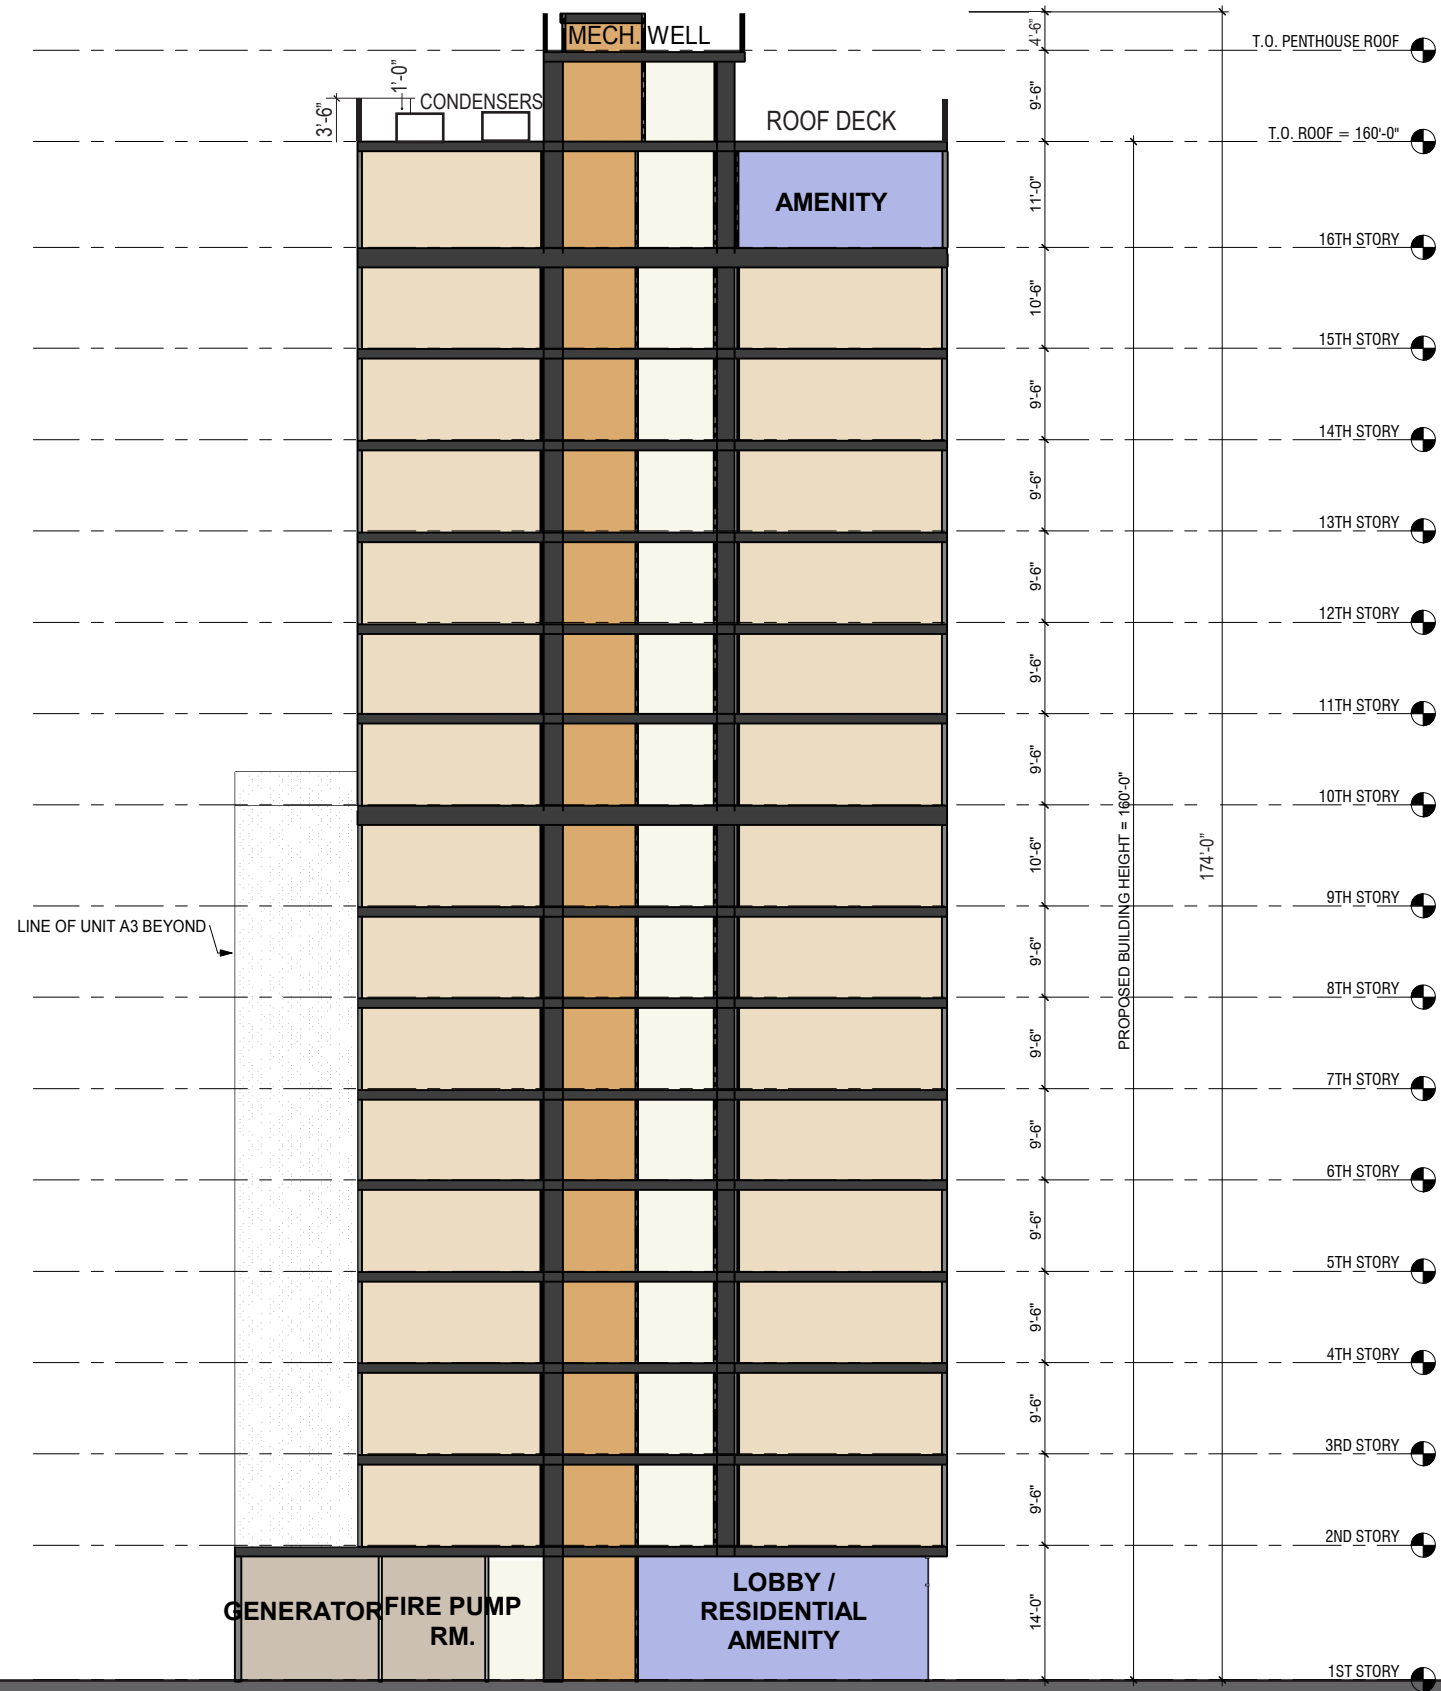 MECH. WELL
4'-6"
T.O. PENTHOUSE ROOF
9'-6"
1'-0"
3'-6"
CONDENSERS
ROOF DECK
T.O. ROOF = 160'-0"
AMENITY
11'-0"
16TH STORY
10'-6"
15TH STORY
9'-6"
14TH STORY
9'-6"
13TH STORY
9'-6"
12TH STORY
9'-6"
11TH STORY
9'-6"
10TH STORY
10'-6"
PROPOSED BUILDING HEIGHT = 160'-0"
174'-0"
9TH STORY
LINE OF UNIT A3 BEYOND
9'-6"
8TH STORY
9'-6"
7TH STORY
9'-6"
6TH STORY
9'-6"
5TH STORY
9'-6"
4TH STORY
9'-6"
3RD STORY
9'-6"
2ND STORY
GENERATOR
FIRE PUMP
RM.
LOBBY /
RESIDENTIAL
AMENITY
14'-0"
1ST STORY